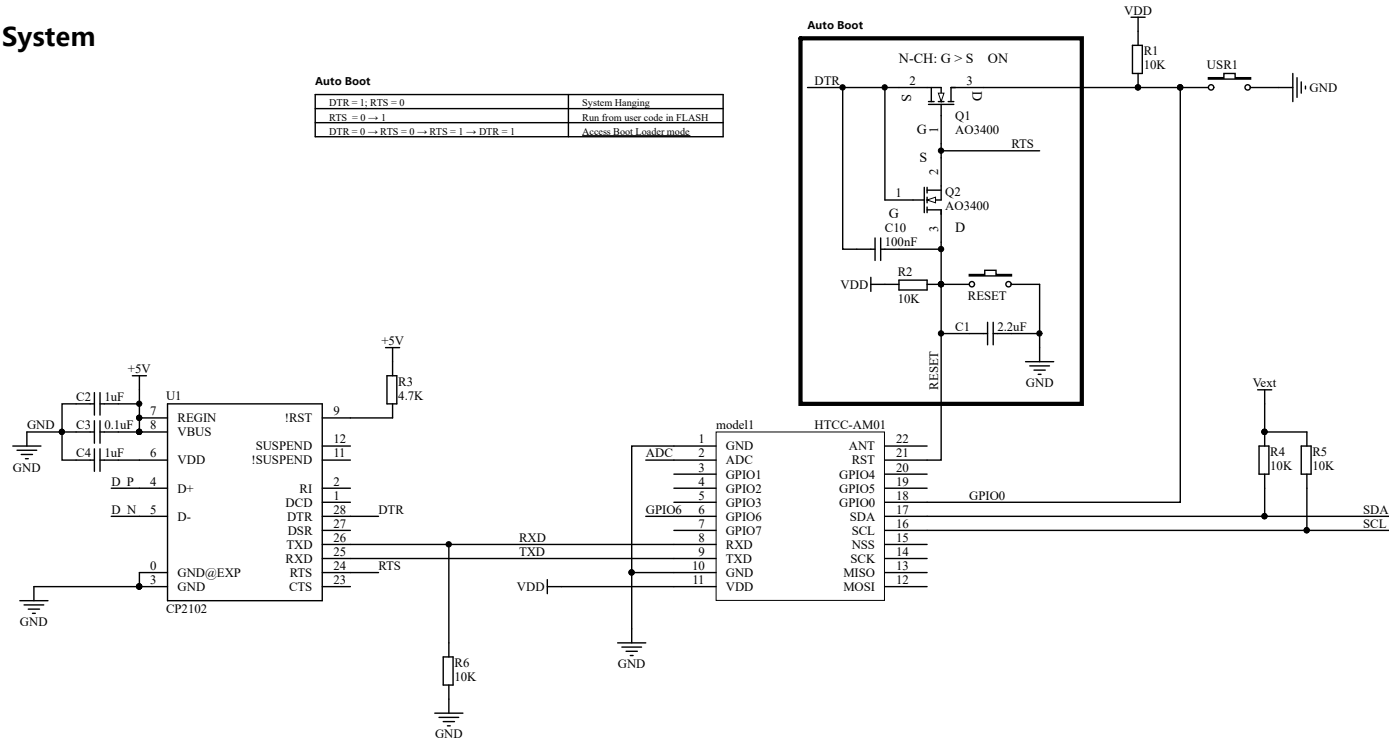 System
Auto Boot
DTR = 1; RTS = 0 System Hanging
RTS = 0 → 1 Run from user code in FLASH
DTR = 0 → RTS = 0 → RTS = 1 → DTR = 1 Access Boot Loader mode
Auto Boot
N-CH: G > S ON
DTR
2
3
S
D
Q1
AO3400
G
1
RTS
S
2
1
Q2
AO3400
G
3
D
C10
100nF
VDD
R2
10K
RESET
C1
2.2uF
RESET
GND
VDD
R1
10K
USR1
GND
+5V
R3
4.7K
+5V
C2 1uF
GND C3 0.1uF
C4 1uF
GND
U1
7 REGIN
8 VBUS
6 VDD
D_P 4 D+
D_N 5 D-
0 GND@EXP
3 GND
GND
CP2102
!RST 9
SUSPEND 12
!SUSPEND 11
RI 2
DCD 1
DTR 28 DTR
DSR 27
TXD 26
RXD 25
RTS 24 RTS
CTS 23
RXD
TXD
R6
10K
GND
VDD
GND
model1 HTCC-AM01
1 GND
ADC 2 ADC
3 GPIO1
4 GPIO2
5 GPIO3
GPIO6 6 GPIO6
7 GPIO7
8 RXD
9 TXD
10 GND
11 VDD
ANT 22
RST 21
GPIO4 20
GPIO5 19
GPIO0 18 GPIO0
SDA 17
SCL 16
NSS 15
SCK 14
MISO 13
MOSI 12
Vext
R4
10K
R5
10K
SDA
SCL